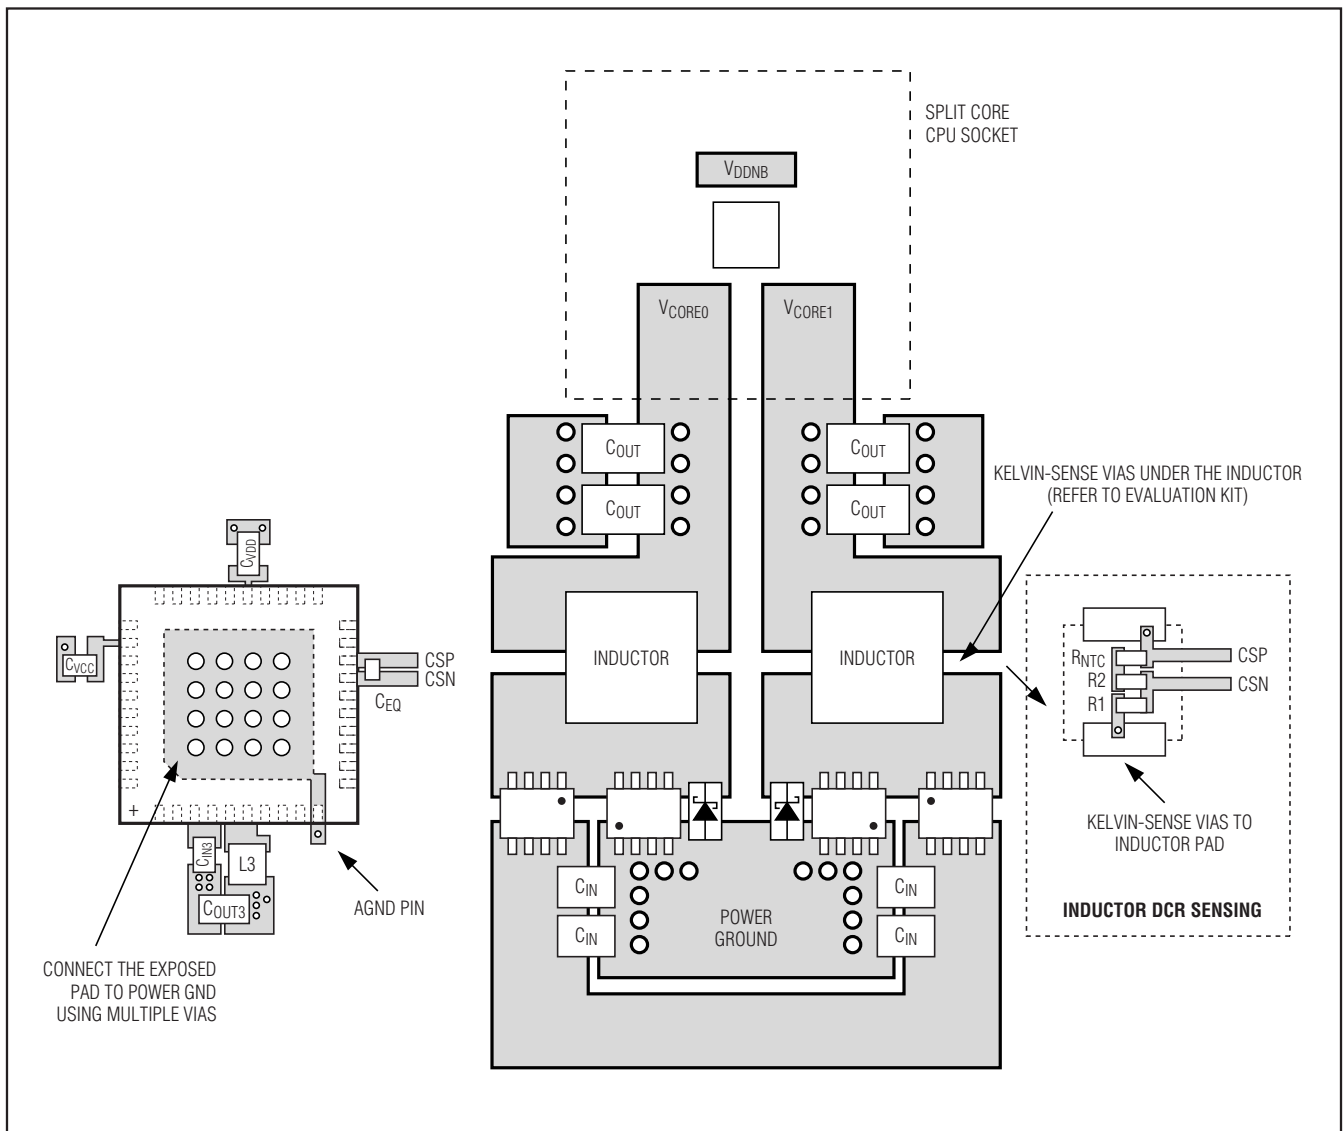 SPLIT CORE
CPU SOCKET
VDDNB
VCORE0
VCORE1
COUT
COUT
COUT
COUT
KELVIN-SENSE VIAS UNDER THE INDUCTOR
(REFER TO EVALUATION KIT)
CVDD
CVCC
CSP
CSN
CEQ
INDUCTOR
INDUCTOR
RNTC
R2
R1
CSP
CSN
KELVIN-SENSE VIAS TO
INDUCTOR PAD
INDUCTOR DCR SENSING
+
CIN3
L3
COUT3
AGND PIN
CIN
CIN
CIN
CIN
POWER
GROUND
CONNECT THE EXPOSED
PAD TO POWER GND
USING MULTIPLE VIAS